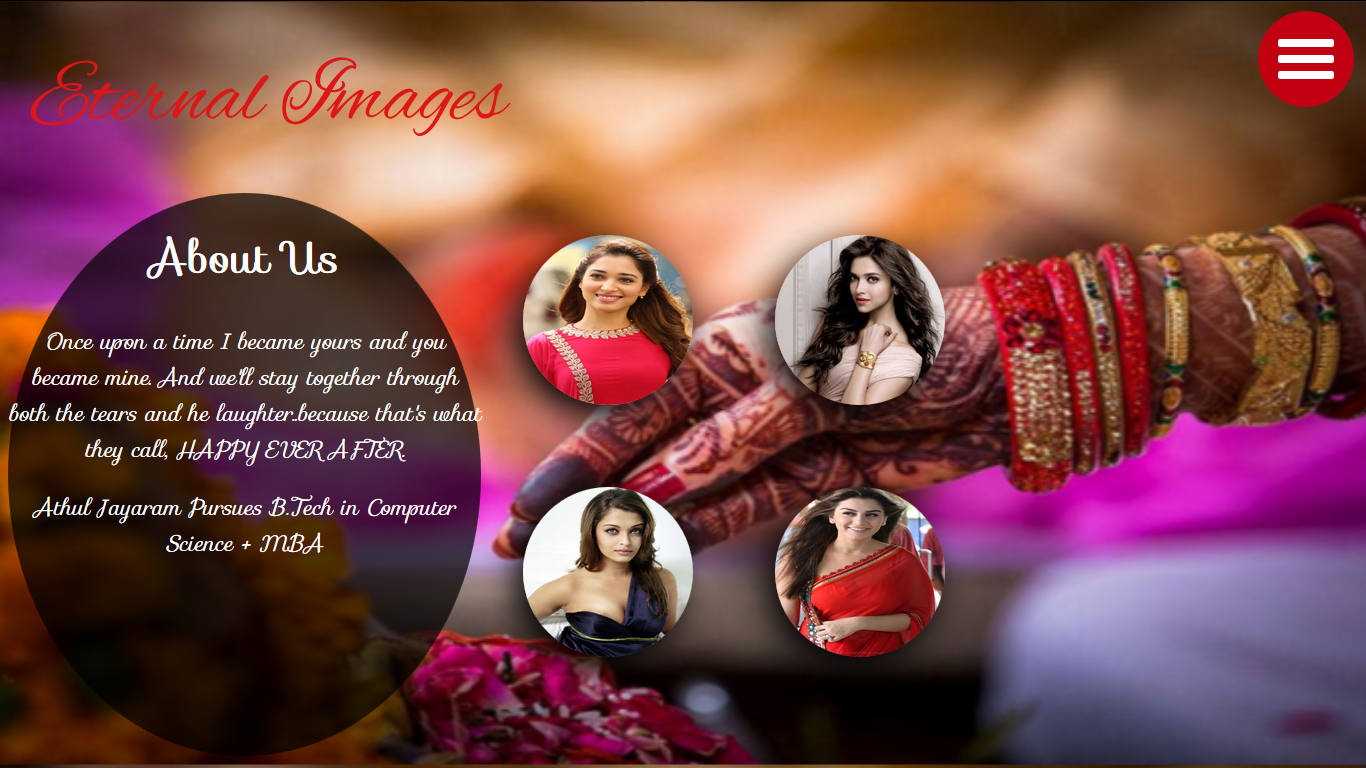 Eternal Images
About Us
Once upon a time I became yours and you
became mine. And we'll stay together through
both the tears and he laughter..because that's what
they call, HAPPY EVER AFTER.
Athul Jayaram Pursues B.Tech in Computer
Science + MBA